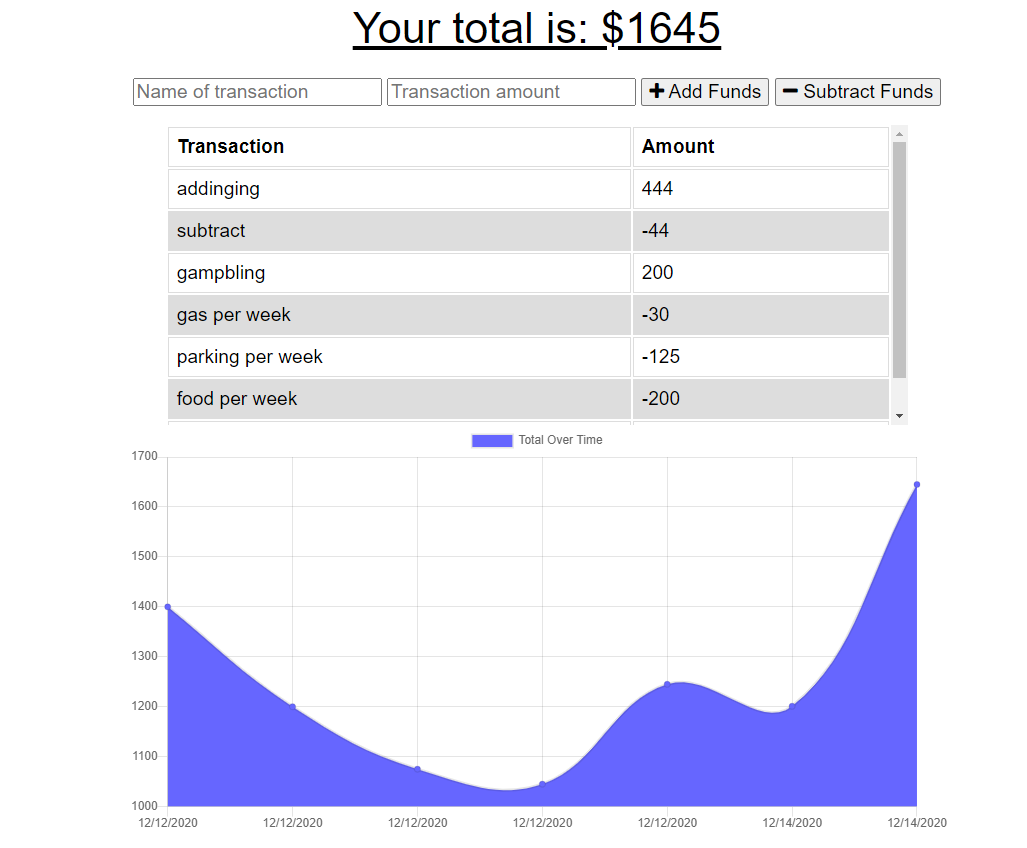 Your total is: $1645
Name of transaction Transaction amount + Add Funds − Subtract Funds
Transaction Amount
addinging 444
subtract -44
gampbling 200
gas per week -30
parking per week -125
food per week -200
Total Over Time
1700
1600
1500
1400
1300
1200
1100
1000
12/12/2020 12/12/2020 12/12/2020 12/12/2020 12/12/2020 12/14/2020 12/14/2020